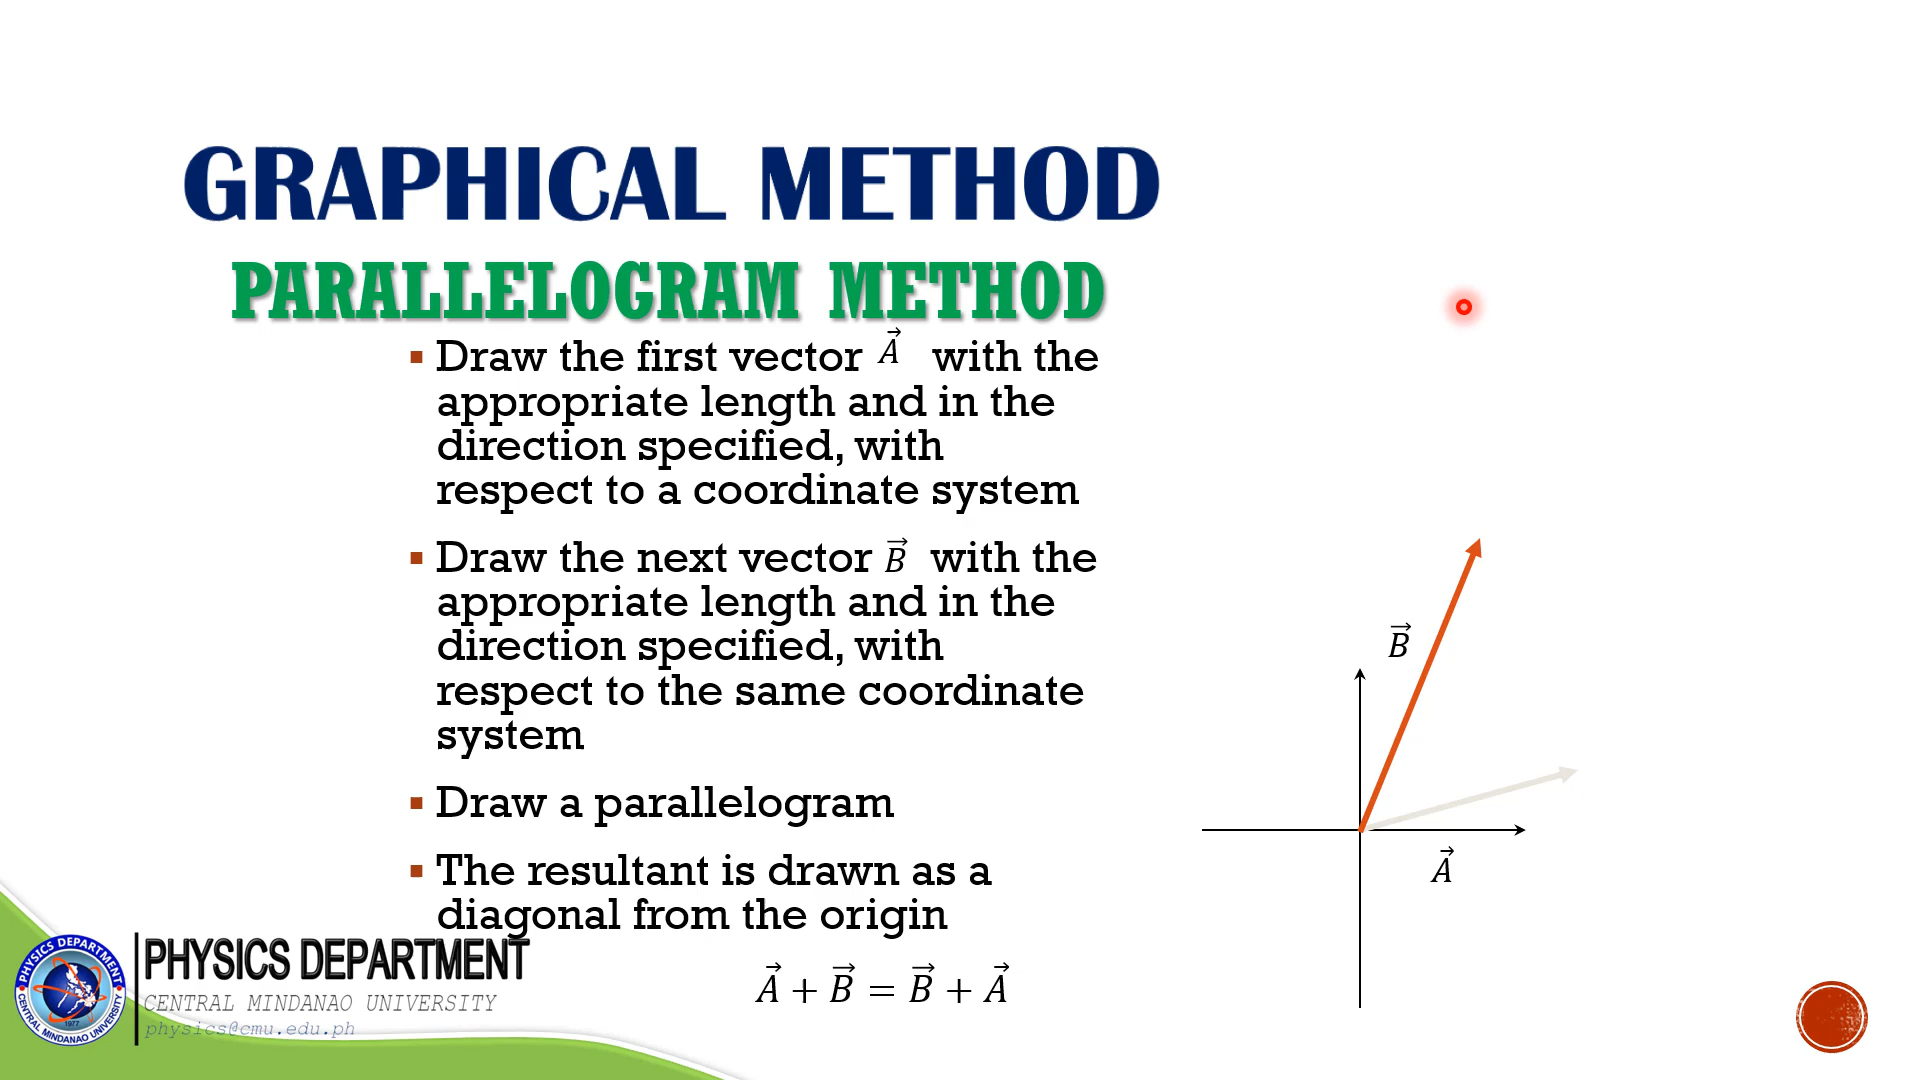 GRAPHICAL METHOD
PARALLELOGRAM METHOD
▪ Draw the first vector A⃗ with the
appropriate length and in the
direction specified, with
respect to a coordinate system
▪ Draw the next vector B⃗ with the
appropriate length and in the
direction specified, with
respect to the same coordinate
system
▪ Draw a parallelogram
▪ The resultant is drawn as a
diagonal from the origin
A⃗ + B⃗ = B⃗ + A⃗
B⃗
A⃗
PHYSICS DEPARTMENT
CENTRAL MINDANAO UNIVERSITY
physics@cmu.edu.ph
PHYSICS DEPARTMENT
CENTRAL MINDANAO UNIVERSITY
1977